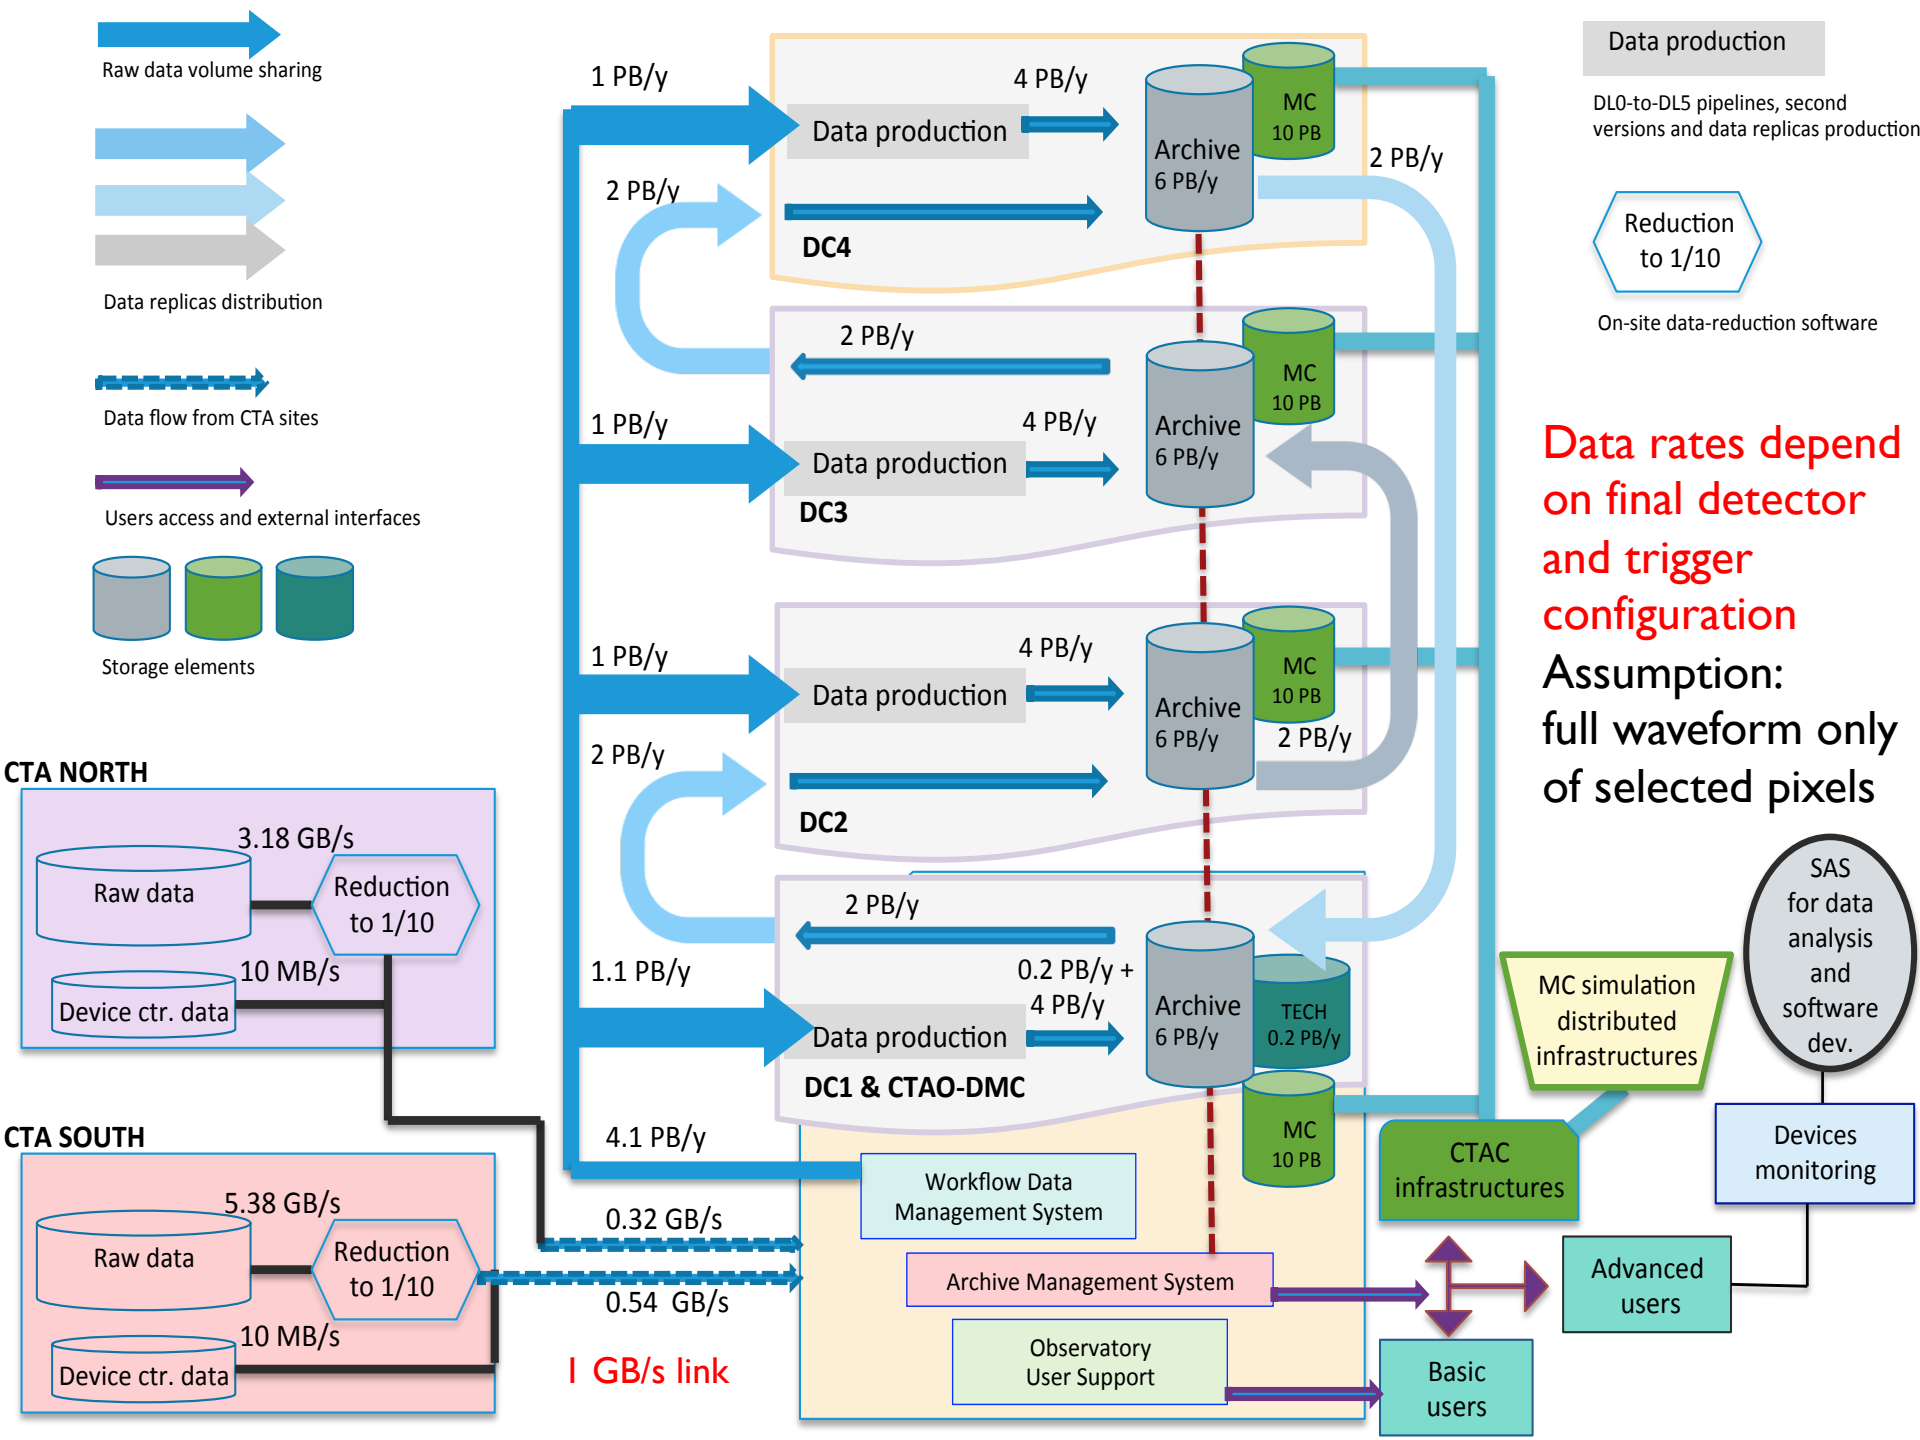 Raw data volume sharing
Data replicas distribution
Data flow from CTA sites
Users access and external interfaces
Storage elements
1 PB/y
4 PB/y
Data production
Archive
6 PB/y
MC
10 PB
2 PB/y
2 PB/y
DC4
2 PB/y
1 PB/y
4 PB/y
Data production
Archive
6 PB/y
MC
10 PB
DC3
1 PB/y
4 PB/y
Data production
Archive
6 PB/y
MC
10 PB
2 PB/y
2 PB/y
DC2
2 PB/y
1.1 PB/y
0.2 PB/y +
4 PB/y
Data production
Archive
6 PB/y
TECH
0.2 PB/y
DC1 & CTAO-DMC
MC
10 PB
4.1 PB/y
Workflow Data
Management System
Archive Management System
Observatory
User Support
CTA NORTH
3.18 GB/s
Raw data
Reduction
to 1/10
10 MB/s
Device ctr. data
CTA SOUTH
5.38 GB/s
Raw data
Reduction
to 1/10
10 MB/s
Device ctr. data
0.32 GB/s
0.54 GB/s
1 GB/s link
Data production
DL0-to-DL5 pipelines, second
versions and data replicas production
Reduction
to 1/10
On-site data-reduction software
Data rates depend
on final detector
and trigger
configuration
Assumption:
full waveform only
of selected pixels
SAS
for data
analysis
and
software
dev.
MC simulation
distributed
infrastructures
CTAC
infrastructures
Devices
monitoring
Advanced
users
Basic
users